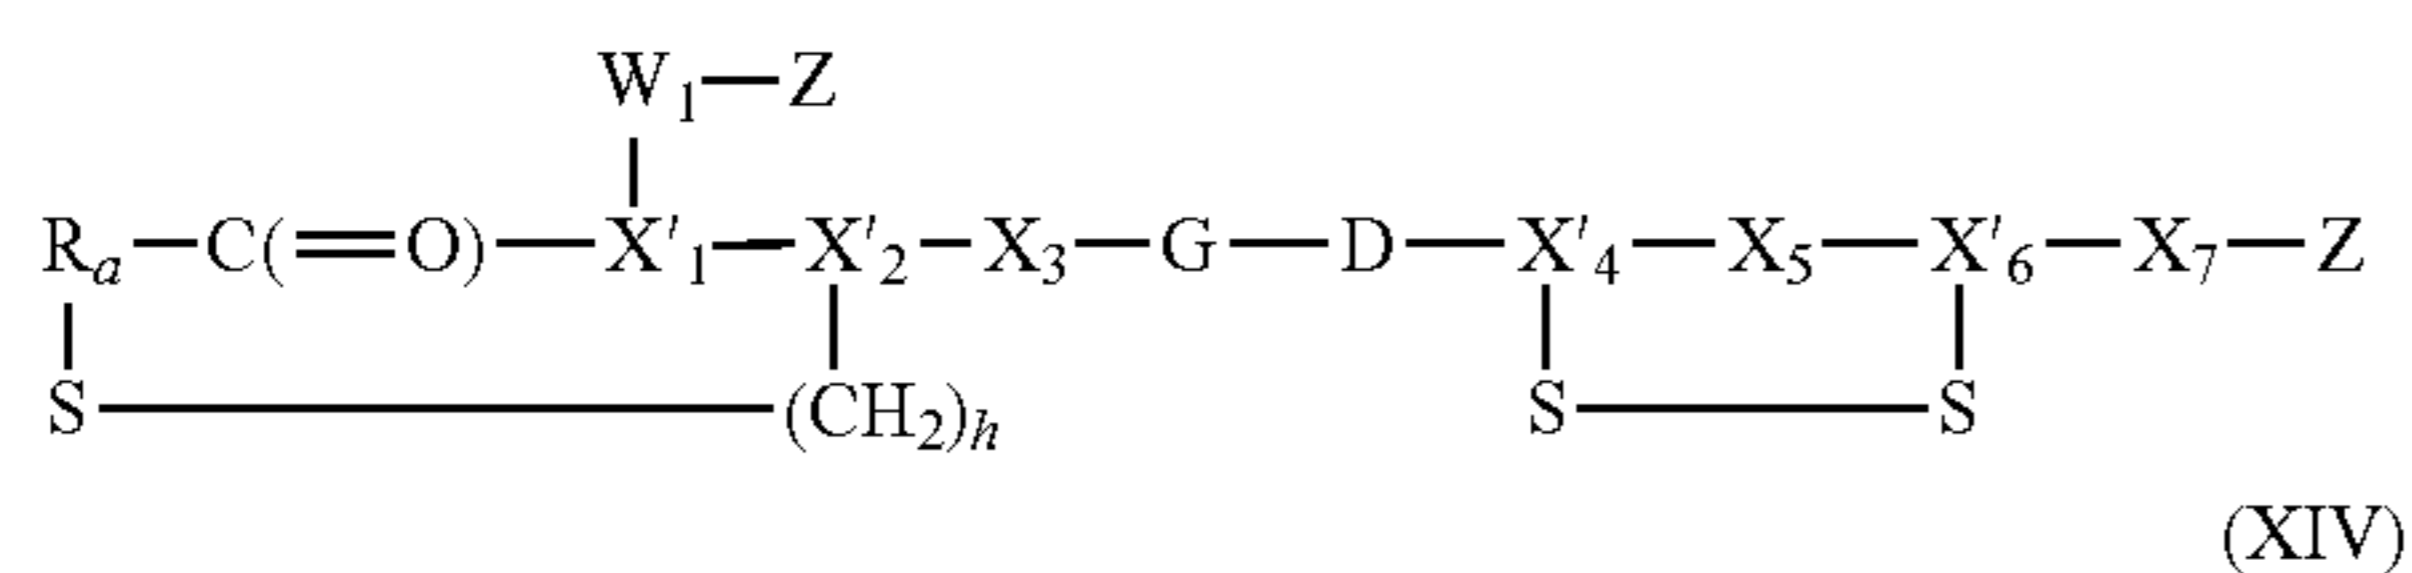 W₁—Z
Rₐ—C(=O)—X′₁—X′₂—X₃—G—D—X′₄—X₅—X′₆—X₇—Z
S—(CH₂)ₕ S—S
(XIV)